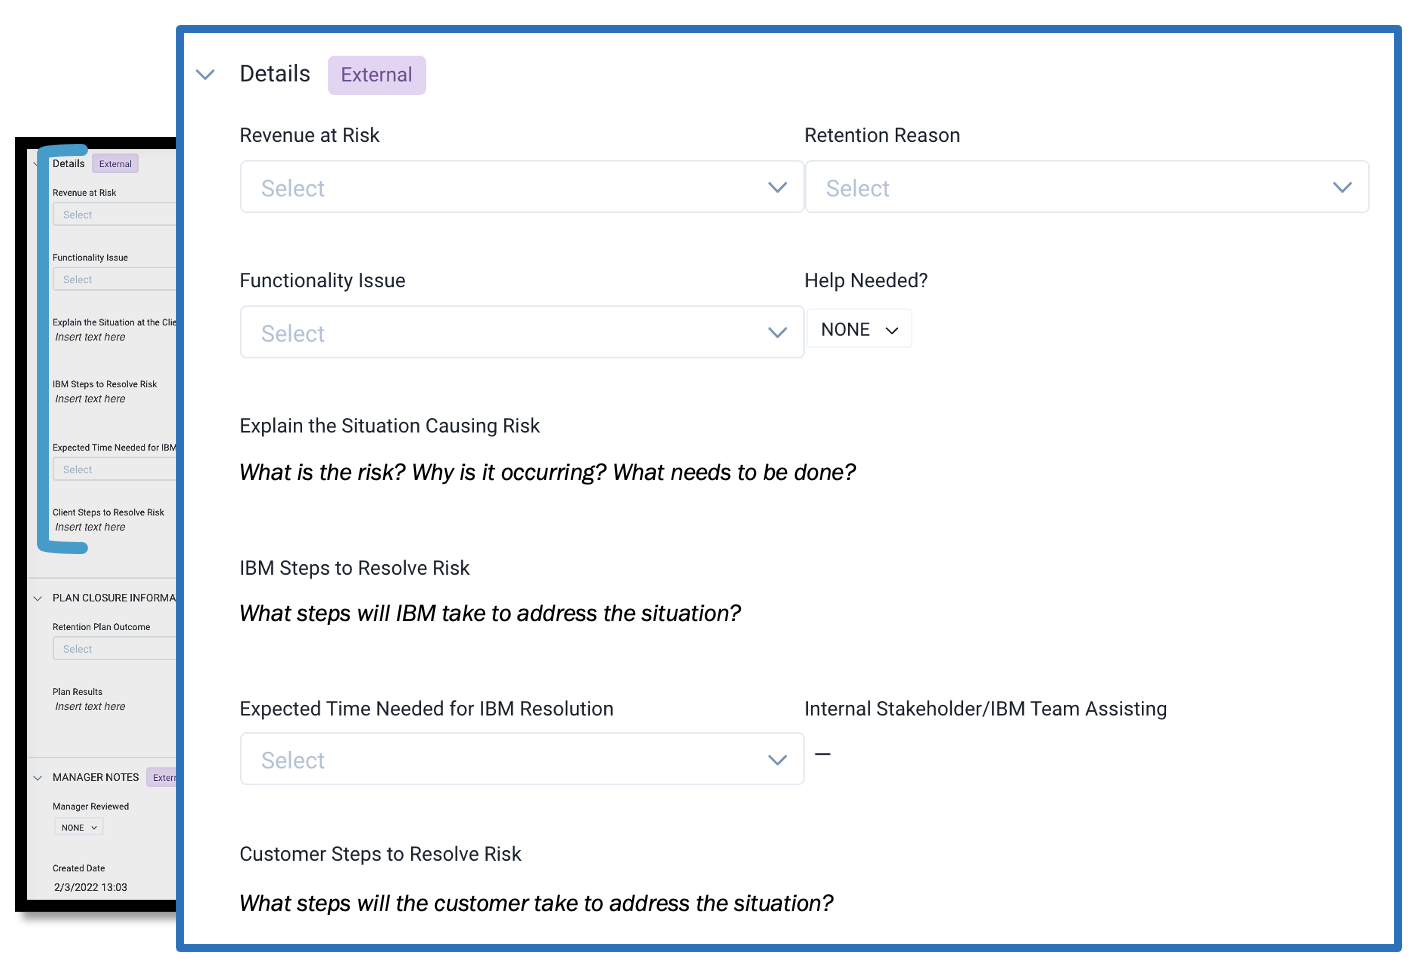 Details External
Revenue at Risk
Select
Functionality Issue
Select
Explain the Situation at the Clie
Insert text here
IBM Steps to Resolve Risk
Insert text here
Expected Time Needed for IBM
Select
Client Steps to Resolve Risk
Insert text here
PLAN CLOSURE INFORMA
Retention Plan Outcome
Select
Plan Results
Insert text here
MANAGER NOTES Extern
Manager Reviewed
NONE
Created Date
2/3/2022 13:03
Details External
Revenue at Risk Retention Reason
Select Select
Functionality Issue Help Needed?
Select NONE
Explain the Situation Causing Risk
What is the risk? Why is it occurring? What needs to be done?
IBM Steps to Resolve Risk
What steps will IBM take to address the situation?
Expected Time Needed for IBM Resolution Internal Stakeholder/IBM Team Assisting
Select —
Customer Steps to Resolve Risk
What steps will the customer take to address the situation?